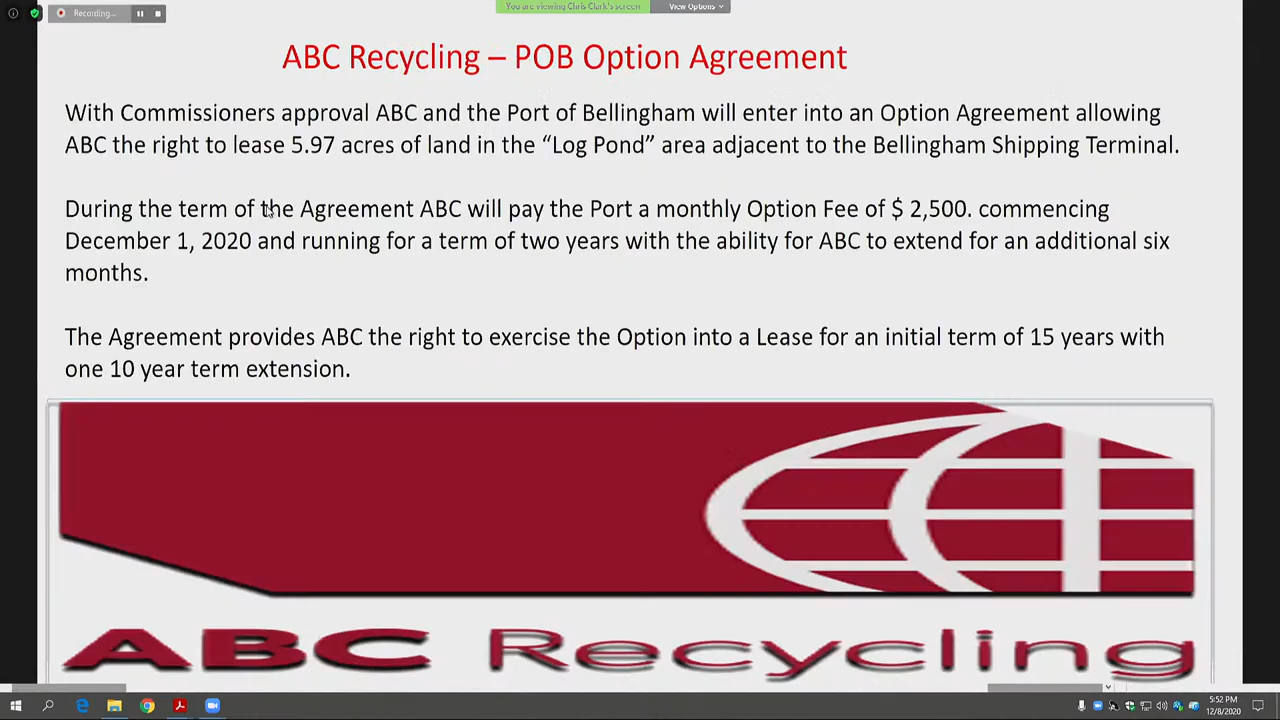 Recording...
You are viewing Chris Clark's screen
View Options
ABC Recycling – POB Option Agreement
With Commissioners approval ABC and the Port of Bellingham will enter into an Option Agreement allowing
ABC the right to lease 5.97 acres of land in the “Log Pond” area adjacent to the Bellingham Shipping Terminal.
During the term of the Agreement ABC will pay the Port a monthly Option Fee of $ 2,500. commencing
December 1, 2020 and running for a term of two years with the ability for ABC to extend for an additional six
months.
The Agreement provides ABC the right to exercise the Option into a Lease for an initial term of 15 years with
one 10 year term extension.
ABC Recycling
5:52 PM
12/8/2020